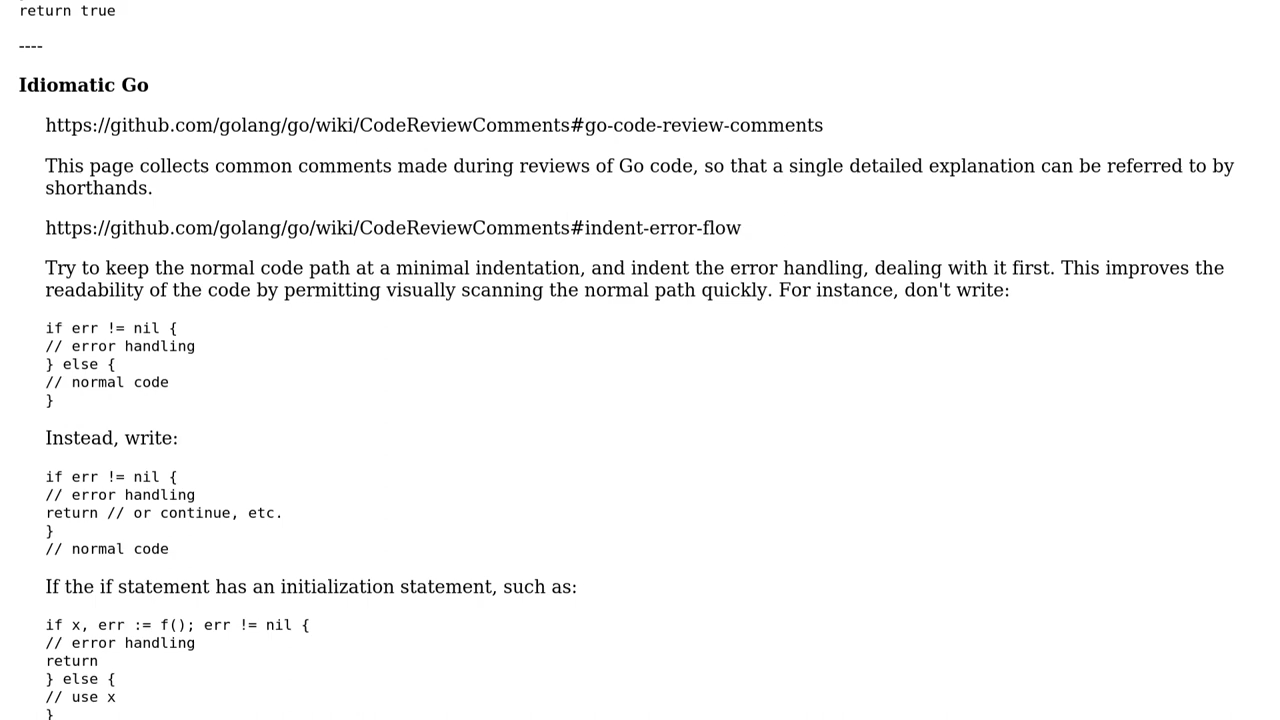 return true
----
Idiomatic Go
https://github.com/golang/go/wiki/CodeReviewComments#go-code-review-comments
This page collects common comments made during reviews of Go code, so that a single detailed explanation can be referred to by
shorthands.
https://github.com/golang/go/wiki/CodeReviewComments#indent-error-flow
Try to keep the normal code path at a minimal indentation, and indent the error handling, dealing with it first. This improves the
readability of the code by permitting visually scanning the normal path quickly. For instance, don't write:
if err != nil {
// error handling
} else {
// normal code
}
Instead, write:
if err != nil {
// error handling
return // or continue, etc.
}
// normal code
If the if statement has an initialization statement, such as:
if x, err := f(); err != nil {
// error handling
return
} else {
// use x
}